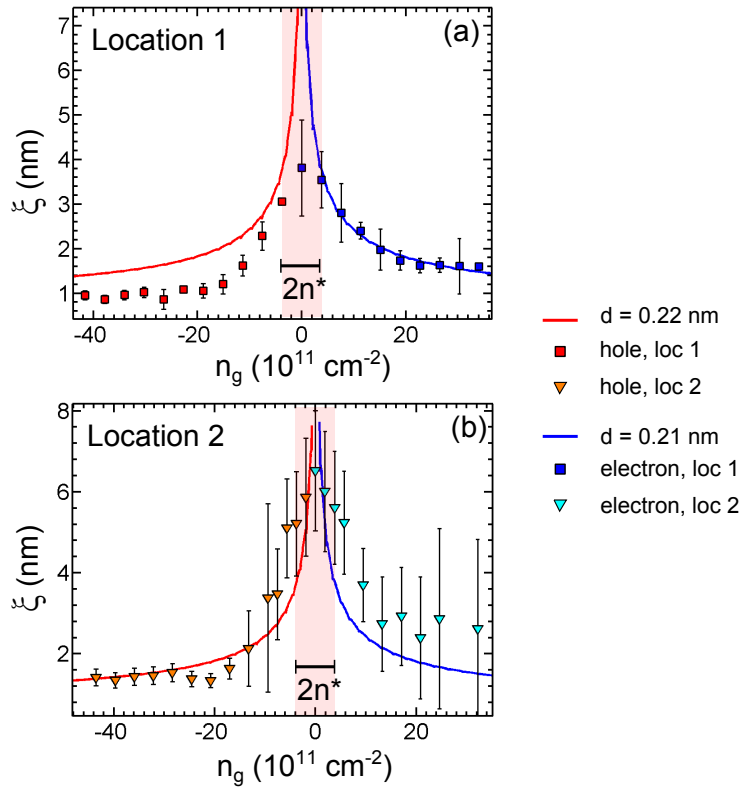 Location 1
(a)
7
6
5
4
3
2
1
ξ (nm)
2n*
-40
-20
0
20
n_g (10^11 cm^-2)
Location 2
(b)
8
6
4
2
ξ (nm)
2n*
-40
-20
0
20
n_g (10^11 cm^-2)
d = 0.22 nm
hole, loc 1
hole, loc 2
d = 0.21 nm
electron, loc 1
electron, loc 2